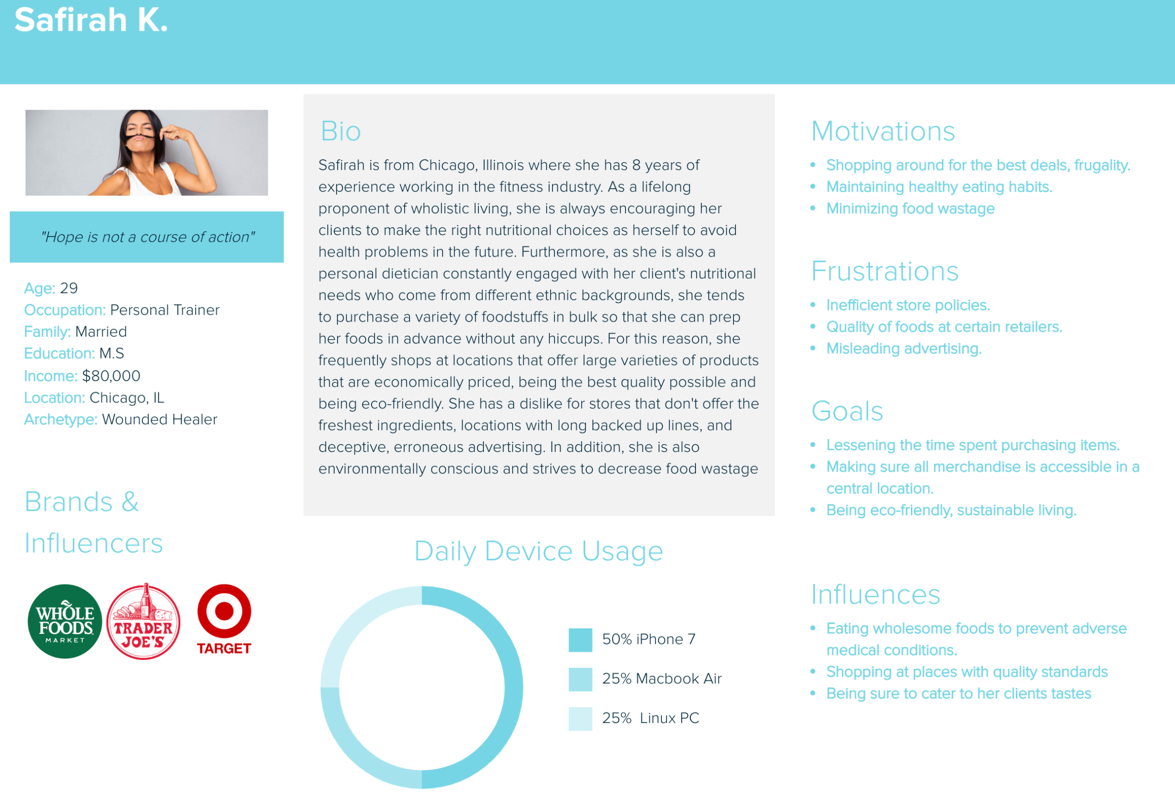 Safirah K.
"Hope is not a course of action"
Age: 29
Occupation: Personal Trainer
Family: Married
Education: M.S
Income: $80,000
Location: Chicago, IL
Archetype: Wounded Healer
Brands &
Influencers
WHOLE
FOODS
MARKET
TRADER
JOE'S
TARGET
Bio
Safirah is from Chicago, Illinois where she has 8 years of
experience working in the fitness industry. As a lifelong
proponent of wholistic living, she is always encouraging her
clients to make the right nutritional choices as herself to avoid
health problems in the future. Furthermore, as she is also a
personal dietician constantly engaged with her client's nutritional
needs who come from different ethnic backgrounds, she tends
to purchase a variety of foodstuffs in bulk so that she can prep
her foods in advance without any hiccups. For this reason, she
frequently shops at locations that offer large varieties of products
that are economically priced, being the best quality possible and
being eco-friendly. She has a dislike for stores that don't offer the
freshest ingredients, locations with long backed up lines, and
deceptive, erroneous advertising. In addition, she is also
environmentally conscious and strives to decrease food wastage
Daily Device Usage
50% iPhone 7
25% Macbook Air
25% Linux PC
Motivations
• Shopping around for the best deals, frugality.
• Maintaining healthy eating habits.
• Minimizing food wastage
Frustrations
• Inefficient store policies.
• Quality of foods at certain retailers.
• Misleading advertising.
Goals
• Lessening the time spent purchasing items.
• Making sure all merchandise is accessible in a
central location.
• Being eco-friendly, sustainable living.
Influences
• Eating wholesome foods to prevent adverse
medical conditions.
• Shopping at places with quality standards
• Being sure to cater to her clients tastes